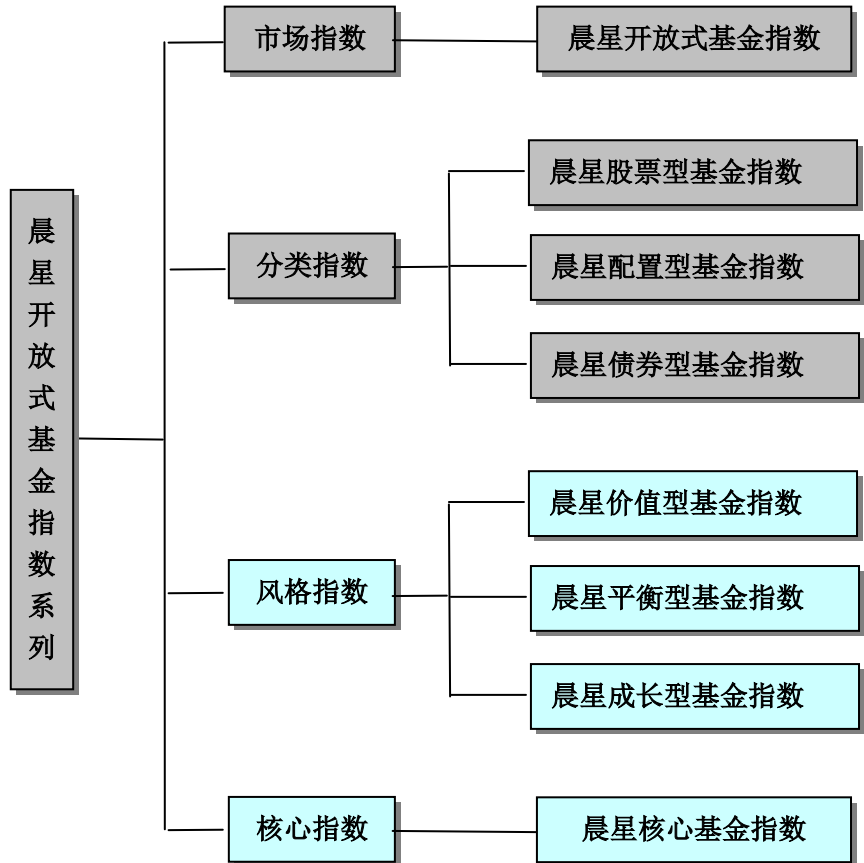 晨星开放式基金指数系列
市场指数
晨星开放式基金指数
分类指数
晨星股票型基金指数
晨星配置型基金指数
晨星债券型基金指数
风格指数
晨星价值型基金指数
晨星平衡型基金指数
晨星成长型基金指数
核心指数
晨星核心基金指数